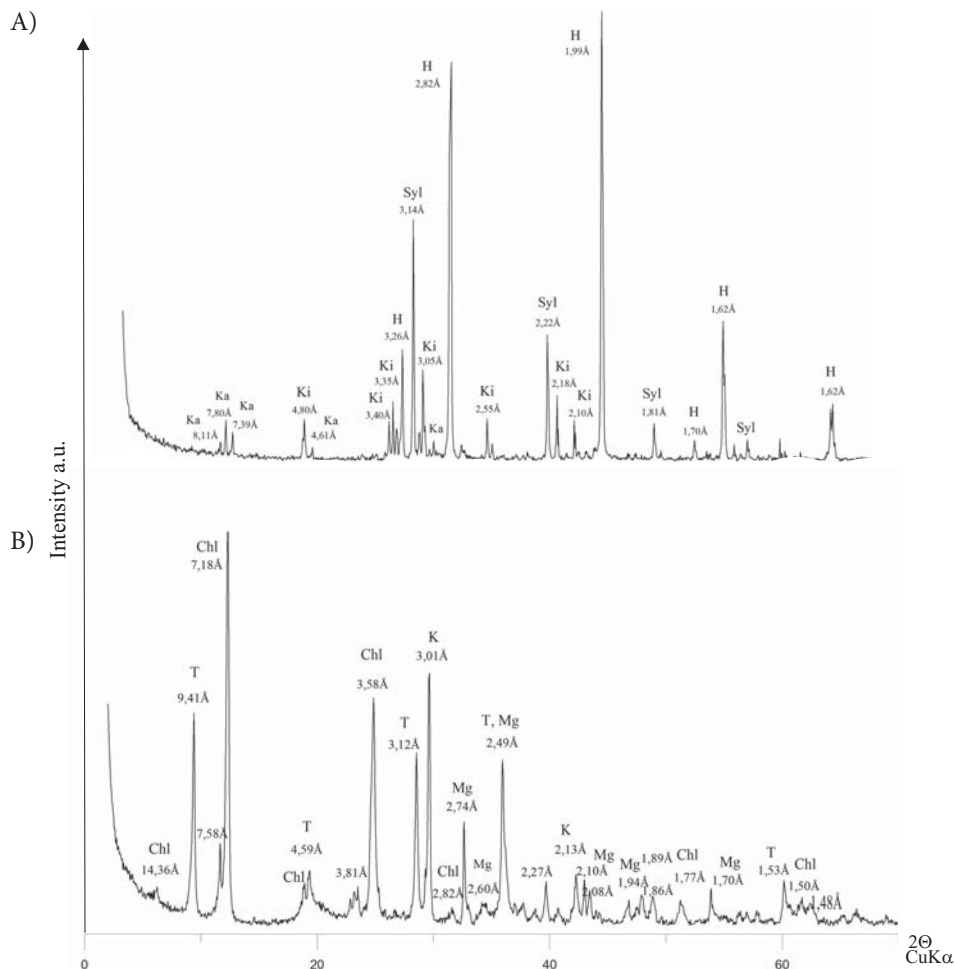 A)
Intensity a.u.
H
1,99Å
H
2,82Å
Syl
3,14Å
H
3,26Å
Ki
3,05Å
Ki
3,35Å
Ki
3,40Å
Ka
7,80Å
Ka
7,39Å
Ka
8,11Å
Ki
4,80Å
Ka
4,61Å
Ka
Ki
2,55Å
Syl
2,22Å
Ki
2,18Å
Ki
2,10Å
Syl
1,81Å
H
1,70Å
H
1,62Å
Syl
H
1,62Å
B)
Chl
7,18Å
T
9,41Å
Chl
14,36Å
7,58Å
T
4,59Å
Chl
3,81Å
Chl
3,58Å
T
3,12Å
K
3,01Å
Chl
2,82Å
Mg
2,74Å
Mg
2,60Å
T, Mg
2,49Å
2,27Å
K
2,13Å
Mg
2,10Å
2,08Å
Mg
1,94Å
1,89Å
1,86Å
Chl
1,77Å
Mg
1,70Å
T
1,53Å
Chl
1,50Å
1,48Å
0
20
40
60
2Θ
CuKα